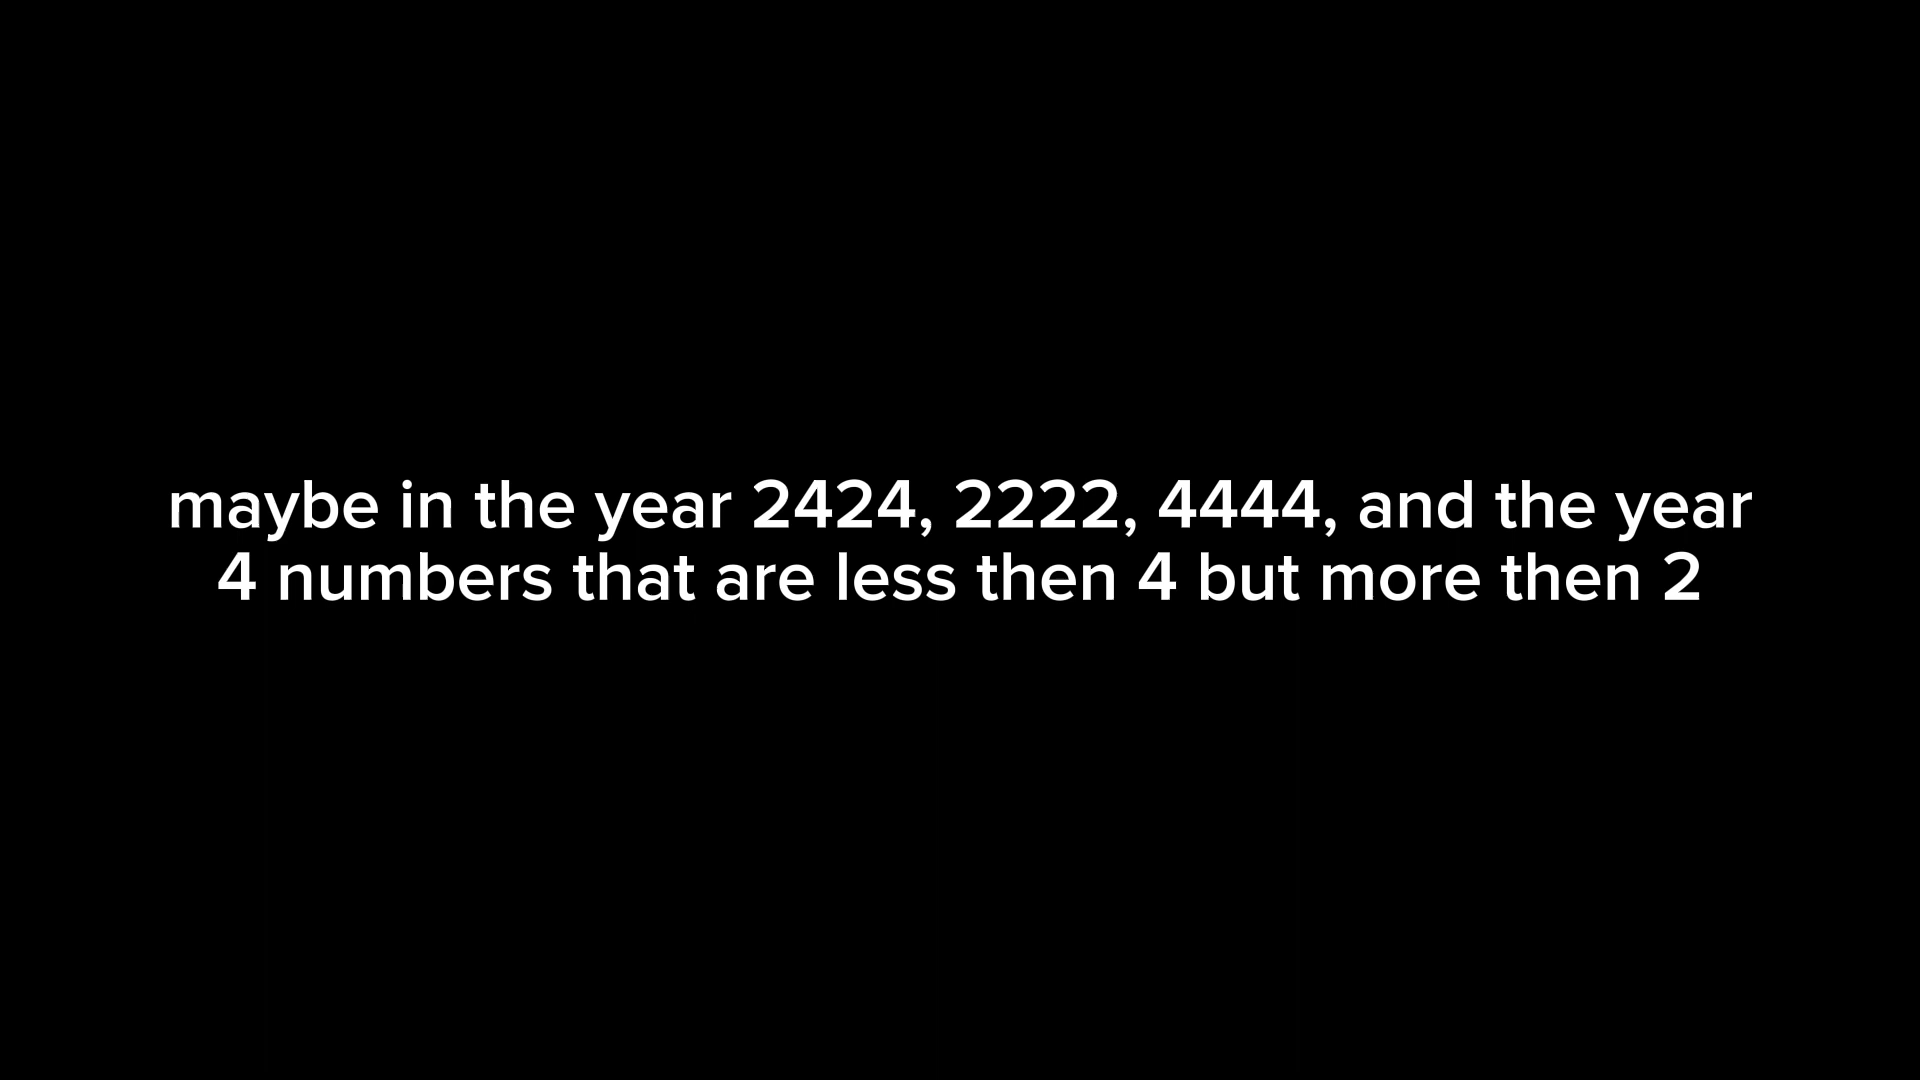 maybe in the year 2424, 2222, 4444, and the year
4 numbers that are less then 4 but more then 2